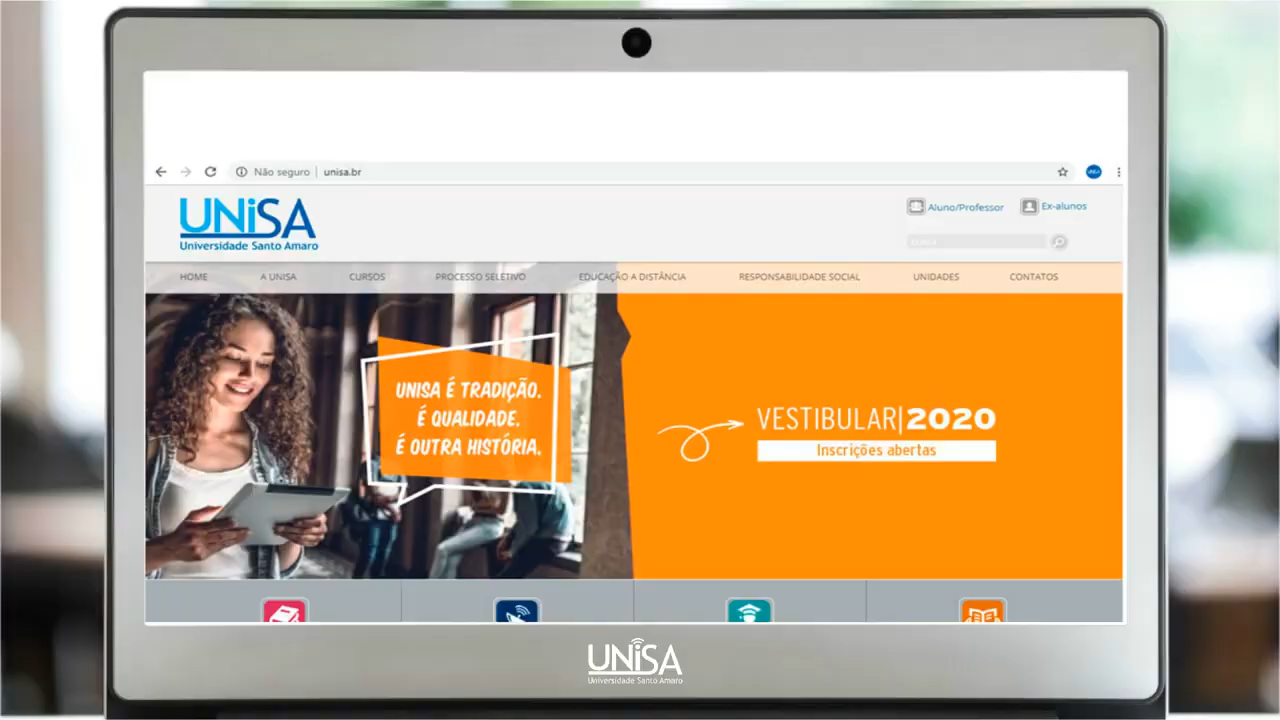 Não seguro | unisa.br
UNiSA
Universidade Santo Amaro
Aluno/Professor
Ex-alunos
HOME
A UNISA
CURSOS
PROCESSO SELETIVO
EDUCAÇÃO A DISTÂNCIA
RESPONSABILIDADE SOCIAL
UNIDADES
CONTATOS
UNISA É TRADIÇÃO.
É QUALIDADE.
É OUTRA HISTÓRIA.
VESTIBULAR|2020
Inscrições abertas
UNiSA
Universidade Santo Amaro